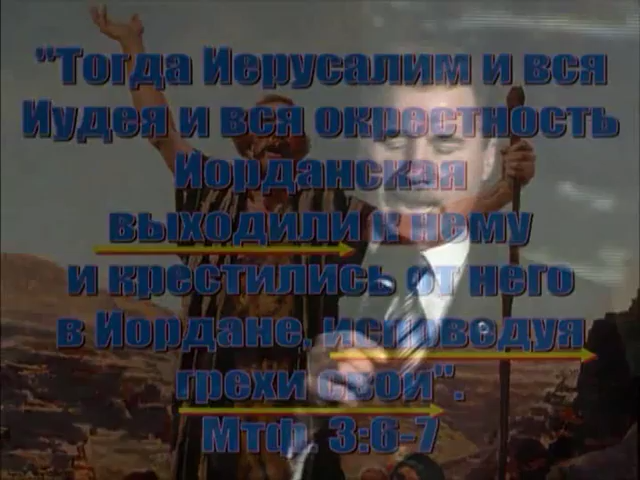 "Тогда Иерусалим и вся
Иудея и вся окрестность
Иорданская
выходили к нему
и крестились от него
в Иордане, исповедуя
грехи свои".
Мтф. 3:6-7